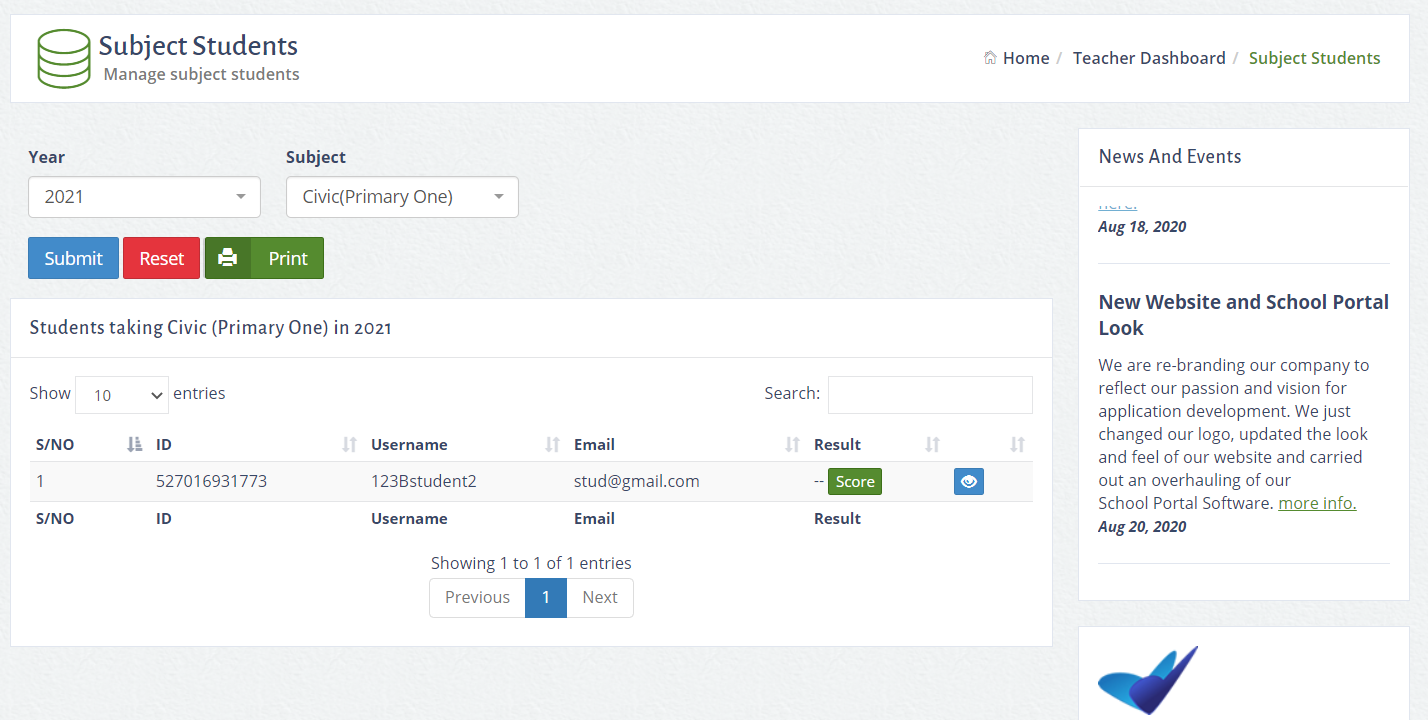 Subject Students
Manage subject students
Home / Teacher Dashboard / Subject Students
Year
Subject
2021
Civic(Primary One)
Submit
Reset
Print
Students taking Civic (Primary One) in 2021
Show 10 entries
Search:
S/NO ID Username Email Result
1 527016931773 123Bstudent2 stud@gmail.com -- Score
S/NO ID Username Email Result
Showing 1 to 1 of 1 entries
Previous 1 Next
News And Events
Aug 18, 2020
New Website and School Portal
Look
We are re-branding our company to
reflect our passion and vision for
application development. We just
changed our logo, updated the look
and feel of our website and carried
out an overhauling of our
School Portal Software. more info.
Aug 20, 2020